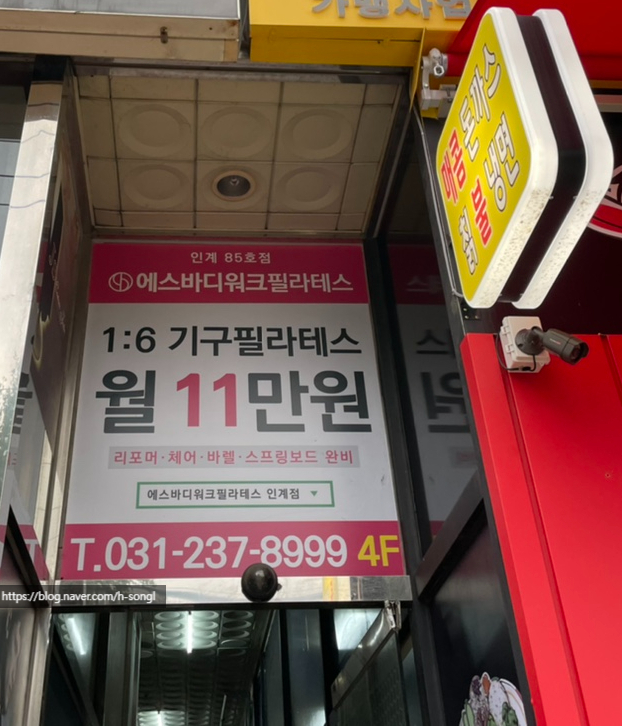 인계 85호점
에스바디워크필라테스
1:6 기구필라테스
월 11만원
리포머·체어·바렐·스프링보드 완비
에스바디워크필라테스 인계점
T.031-237-8999 4F
돈까스
냉면
https://blog.naver.com/h-songl